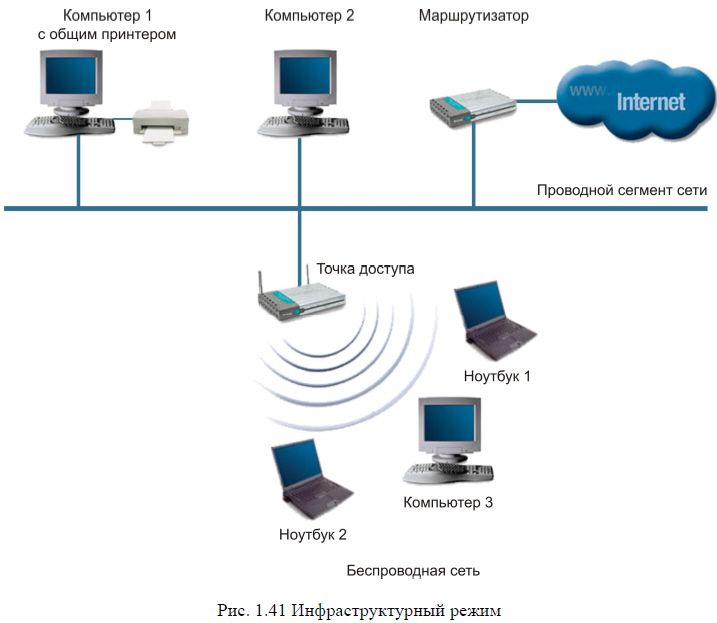 Компьютер 1
с общим принтером
Компьютер 2
Маршрутизатор
www.
Internet
Проводной сегмент сети
Точка доступа
Ноутбук 1
Компьютер 3
Ноутбук 2
Беспроводная сеть
Рис. 1.41 Инфраструктурный режим